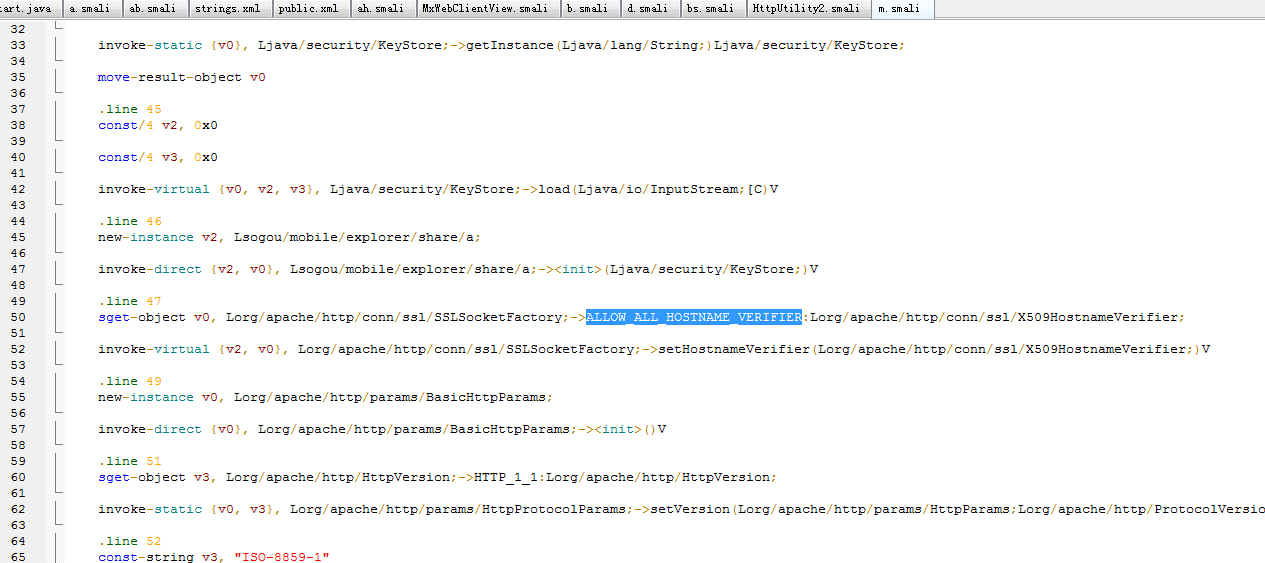 art.java a.smali ab.smali strings.xml public.xml ah.smali MxWebClientView.smali b.smali d.smali bs.smali HttpUtility2.smali m.smali
32
33 invoke-static {v0}, Ljava/security/KeyStore;->getInstance(Ljava/lang/String;)Ljava/security/KeyStore;
34
35 move-result-object v0
36
37 .line 45
38 const/4 v2, 0x0
39
40 const/4 v3, 0x0
41
42 invoke-virtual {v0, v2, v3}, Ljava/security/KeyStore;->load(Ljava/io/InputStream;[C)V
43
44 .line 46
45 new-instance v2, Lsogou/mobile/explorer/share/a;
46
47 invoke-direct {v2, v0}, Lsogou/mobile/explorer/share/a;-><init>(Ljava/security/KeyStore;)V
48
49 .line 47
50 sget-object v0, Lorg/apache/http/conn/ssl/SSLSocketFactory;->ALLOW_ALL_HOSTNAME_VERIFIER:Lorg/apache/http/conn/ssl/X509HostnameVerifier;
51
52 invoke-virtual {v2, v0}, Lorg/apache/http/conn/ssl/SSLSocketFactory;->setHostnameVerifier(Lorg/apache/http/conn/ssl/X509HostnameVerifier;)V
53
54 .line 49
55 new-instance v0, Lorg/apache/http/params/BasicHttpParams;
56
57 invoke-direct {v0}, Lorg/apache/http/params/BasicHttpParams;-><init>()V
58
59 .line 51
60 sget-object v3, Lorg/apache/http/HttpVersion;->HTTP_1_1:Lorg/apache/http/HttpVersion;
61
62 invoke-static {v0, v3}, Lorg/apache/http/params/HttpProtocolParams;->setVersion(Lorg/apache/http/params/HttpParams;Lorg/apache/http/ProtocolVersio
63
64 .line 52
65 const-string v3, "ISO-8859-1"